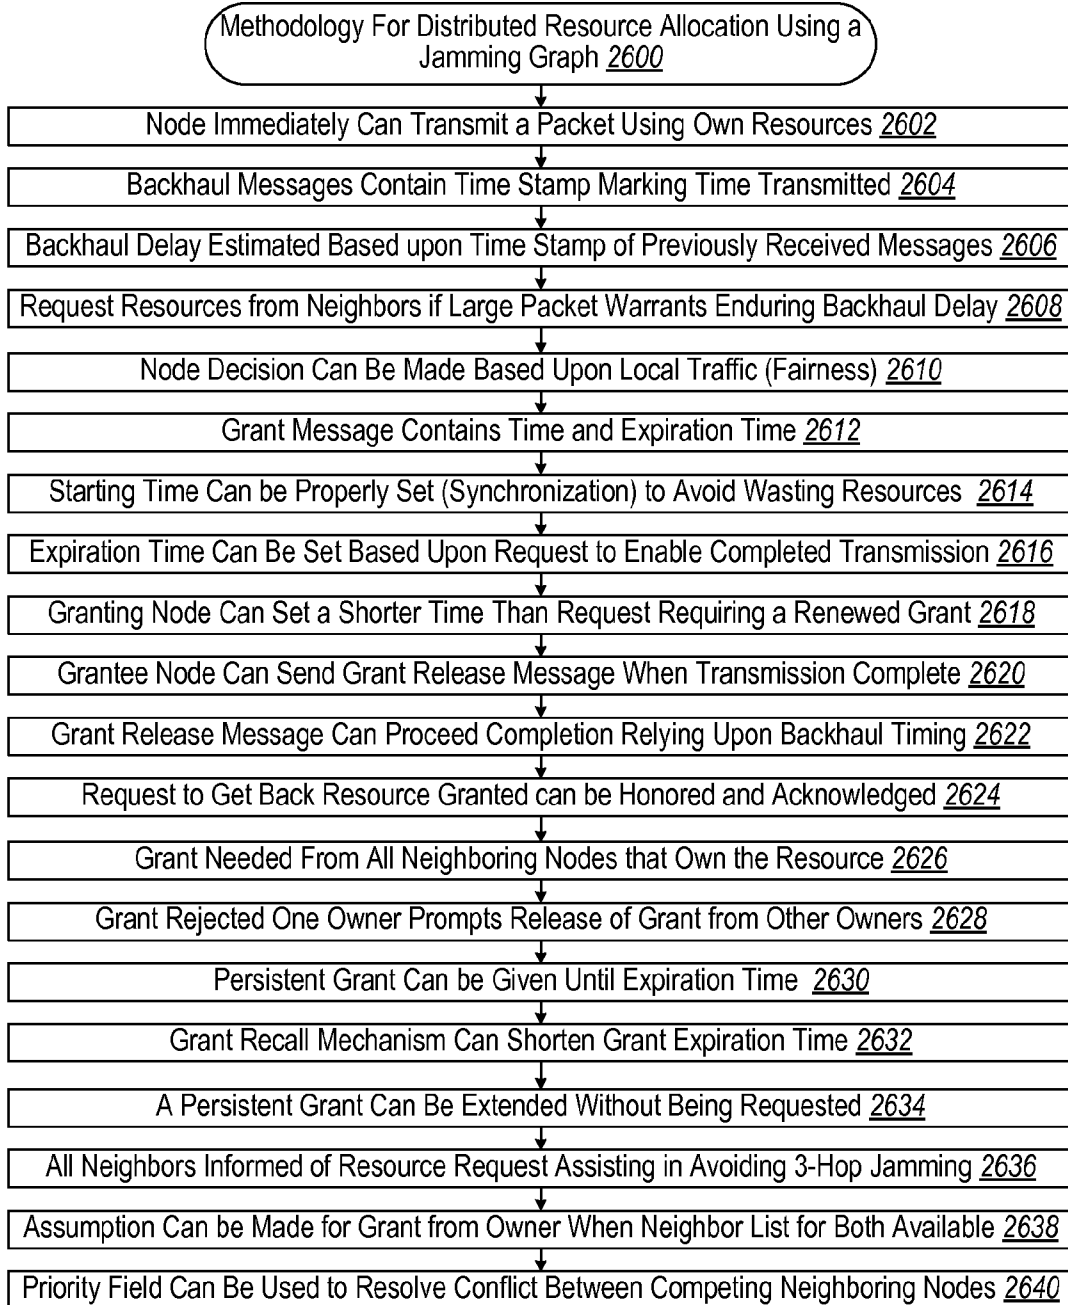 Methodology For Distributed Resource Allocation Using a
Jamming Graph 2600
Node Immediately Can Transmit a Packet Using Own Resources 2602
Backhaul Messages Contain Time Stamp Marking Time Transmitted 2604
Backhaul Delay Estimated Based upon Time Stamp of Previously Received Messages 2606
Request Resources from Neighbors if Large Packet Warrants Enduring Backhaul Delay 2608
Node Decision Can Be Made Based Upon Local Traffic (Fairness) 2610
Grant Message Contains Time and Expiration Time 2612
Starting Time Can be Properly Set (Synchronization) to Avoid Wasting Resources 2614
Expiration Time Can Be Set Based Upon Request to Enable Completed Transmission 2616
Granting Node Can Set a Shorter Time Than Request Requiring a Renewed Grant 2618
Grantee Node Can Send Grant Release Message When Transmission Complete 2620
Grant Release Message Can Proceed Completion Relying Upon Backhaul Timing 2622
Request to Get Back Resource Granted can be Honored and Acknowledged 2624
Grant Needed From All Neighboring Nodes that Own the Resource 2626
Grant Rejected One Owner Prompts Release of Grant from Other Owners 2628
Persistent Grant Can be Given Until Expiration Time 2630
Grant Recall Mechanism Can Shorten Grant Expiration Time 2632
A Persistent Grant Can Be Extended Without Being Requested 2634
All Neighbors Informed of Resource Request Assisting in Avoiding 3-Hop Jamming 2636
Assumption Can be Made for Grant from Owner When Neighbor List for Both Available 2638
Priority Field Can Be Used to Resolve Conflict Between Competing Neighboring Nodes 2640